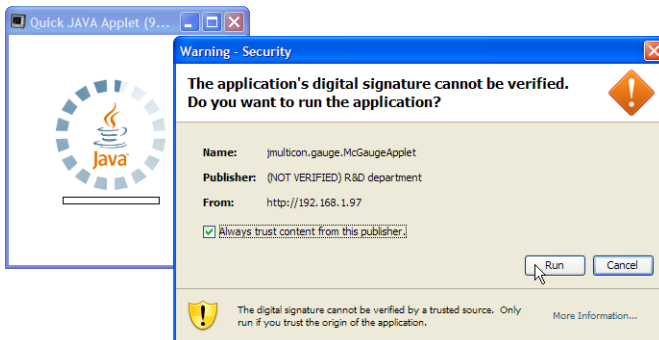 Quick JAVA Applet (9...
Java
Warning - Security
The application's digital signature cannot be verified.
Do you want to run the application?
Name: jmulticon.gauge.McGaugeApplet
Publisher: (NOT VERIFIED) R&D department
From: http://192.168.1.97
Always trust content from this publisher.
Run Cancel
The digital signature cannot be verified by a trusted source. Only
run if you trust the origin of the application.
More Information...